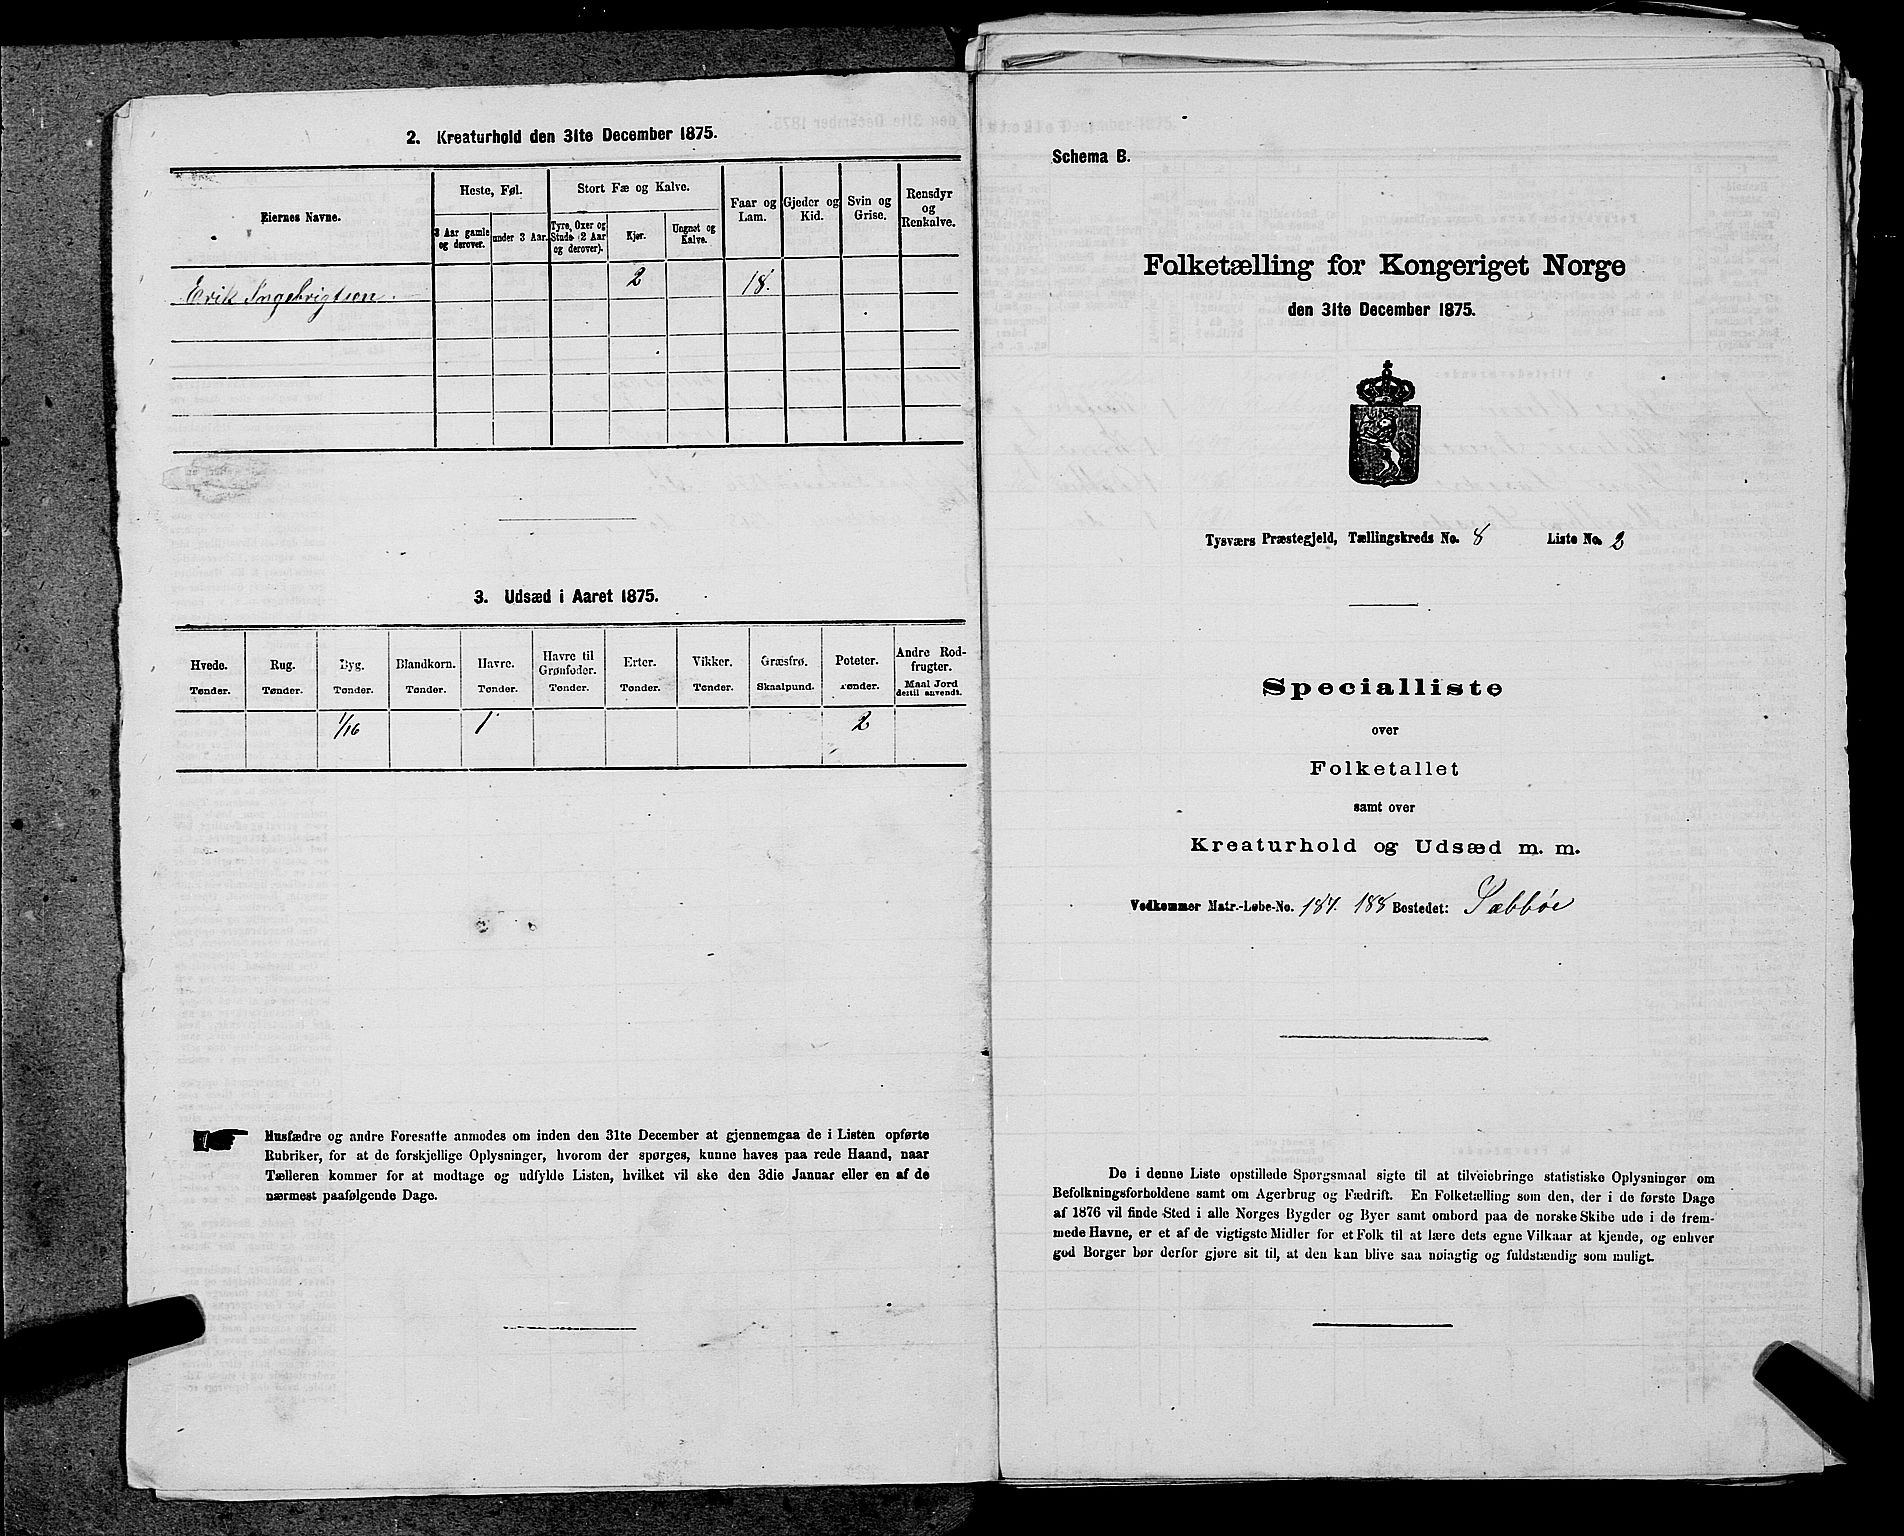 2. Kreaturhold den 31te December 1875.
Eiernes Navne.
Heste, Føl.
Stort Fæ og Kalve.
Faar og Lam.
Gjeder og Kid.
Svin og Grise.
Rensdyr og Renkalve.
3 Aar gamle og derover.
under 3 Aar.
Tyre, Oxer og Stude (2 Aar og derover).
Kjør.
Ungnøt og Kalve.
Erik Ingebrigtsen 2 18.
3. Udsæd i Aaret 1875.
Hvede. Rug. Byg. Blandkorn. Havre. Havre til Grønfoder. Erter. Vikker. Græsfrø. Poteter. Andre Rodfrugter.
Tønder. Tønder. Tønder. Tønder. Tønder. Tønder. Tønder. Tønder. Skaalpund. Tønder. Maal Jord dertil anvendt.
1/16 1 2
Husfædre og andre Foresatte anmodes om inden den 31te December at gjennemgaa de i Listen opførte
Rubriker, for at de forskjellige Oplysninger, hvorom der spørges, kunne haves paa rede Haand, naar
Tælleren kommer for at modtage og udfylde Listen, hvilket vil ske den 3die Januar eller en af de
nærmest paafølgende Dage.
Schema B.
Folketælling for Kongeriget Norge
den 31te December 1875.
Tysværs Præstegjeld, Tællingskreds No. 8 Liste No. 2
Specialliste
over
Folketallet
samt over
Kreaturhold og Udsæd m. m.
Vedkommer Matr.-Løbe-No. 187. 188 Bostedet: Sæbbøe
De i denne Liste opstillede Spørgsmaal sigte til at tilveiebringe statistiske Oplysninger om
Befolkningsforholdene samt om Agerbrug og Fædrift. En Folketælling som den, der i de første Dage
af 1876 vil finde Sted i alle Norges Bygder og Byer samt ombord paa de norske Skibe ude i de frem-
mede Havne, er et af de vigtigste Midler for et Folk til at lære dets egne Vilkaar at kjende, og enhver
god Borger bør derfor gjøre sit til, at den kan blive saa nøiagtig og fuldstændig som muligt.